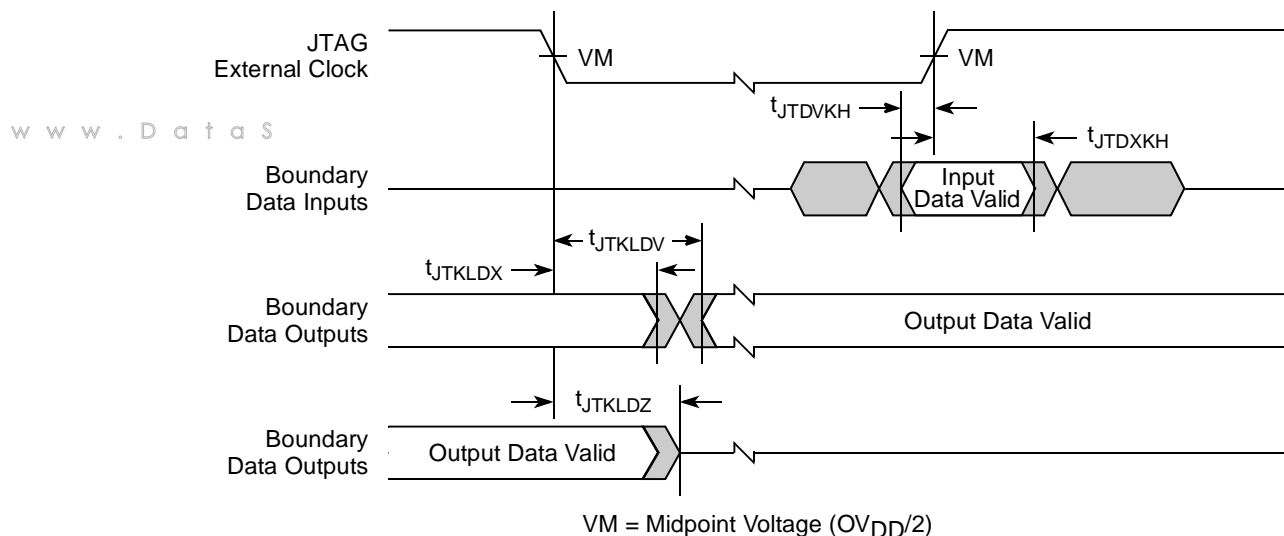 JTAG
External Clock
VM
VM
tJTDVKH
www.DataS
tJTDXKH
Boundary
Data Inputs
Input
Data Valid
tJTKLDV
tJTKLDX
Boundary
Data Outputs
Output Data Valid
tJTKLDZ
Boundary
Data Outputs
Output Data Valid
VM = Midpoint Voltage (OVDD/2)